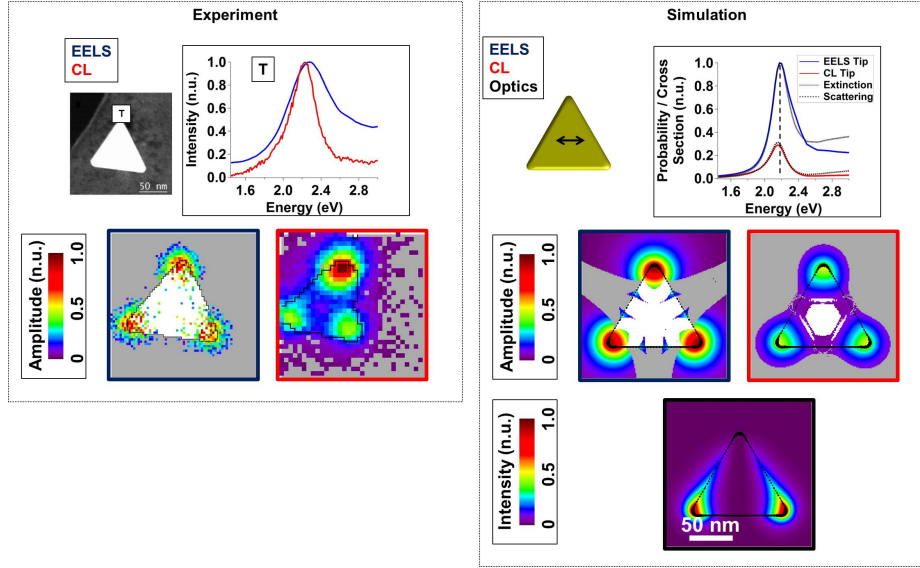 Experiment
EELS
CL
T
50 nm
T
Intensity (n.u.)
1.0
0.8
0.6
0.4
0.2
0.0
1.6
2.0
2.4
2.8
Energy (eV)
Amplitude (n.u.)
1.0
0.5
0
Simulation
EELS
CL
Optics
Probability / Cross
Section (n.u.)
1.0
0.8
0.6
0.4
0.2
0.0
EELS Tip
CL Tip
Extinction
Scattering
1.6
2.0
2.4
2.8
Energy (eV)
Amplitude (n.u.)
1.0
0.5
0
Intensity (n.u.)
1.0
0.5
0
50 nm